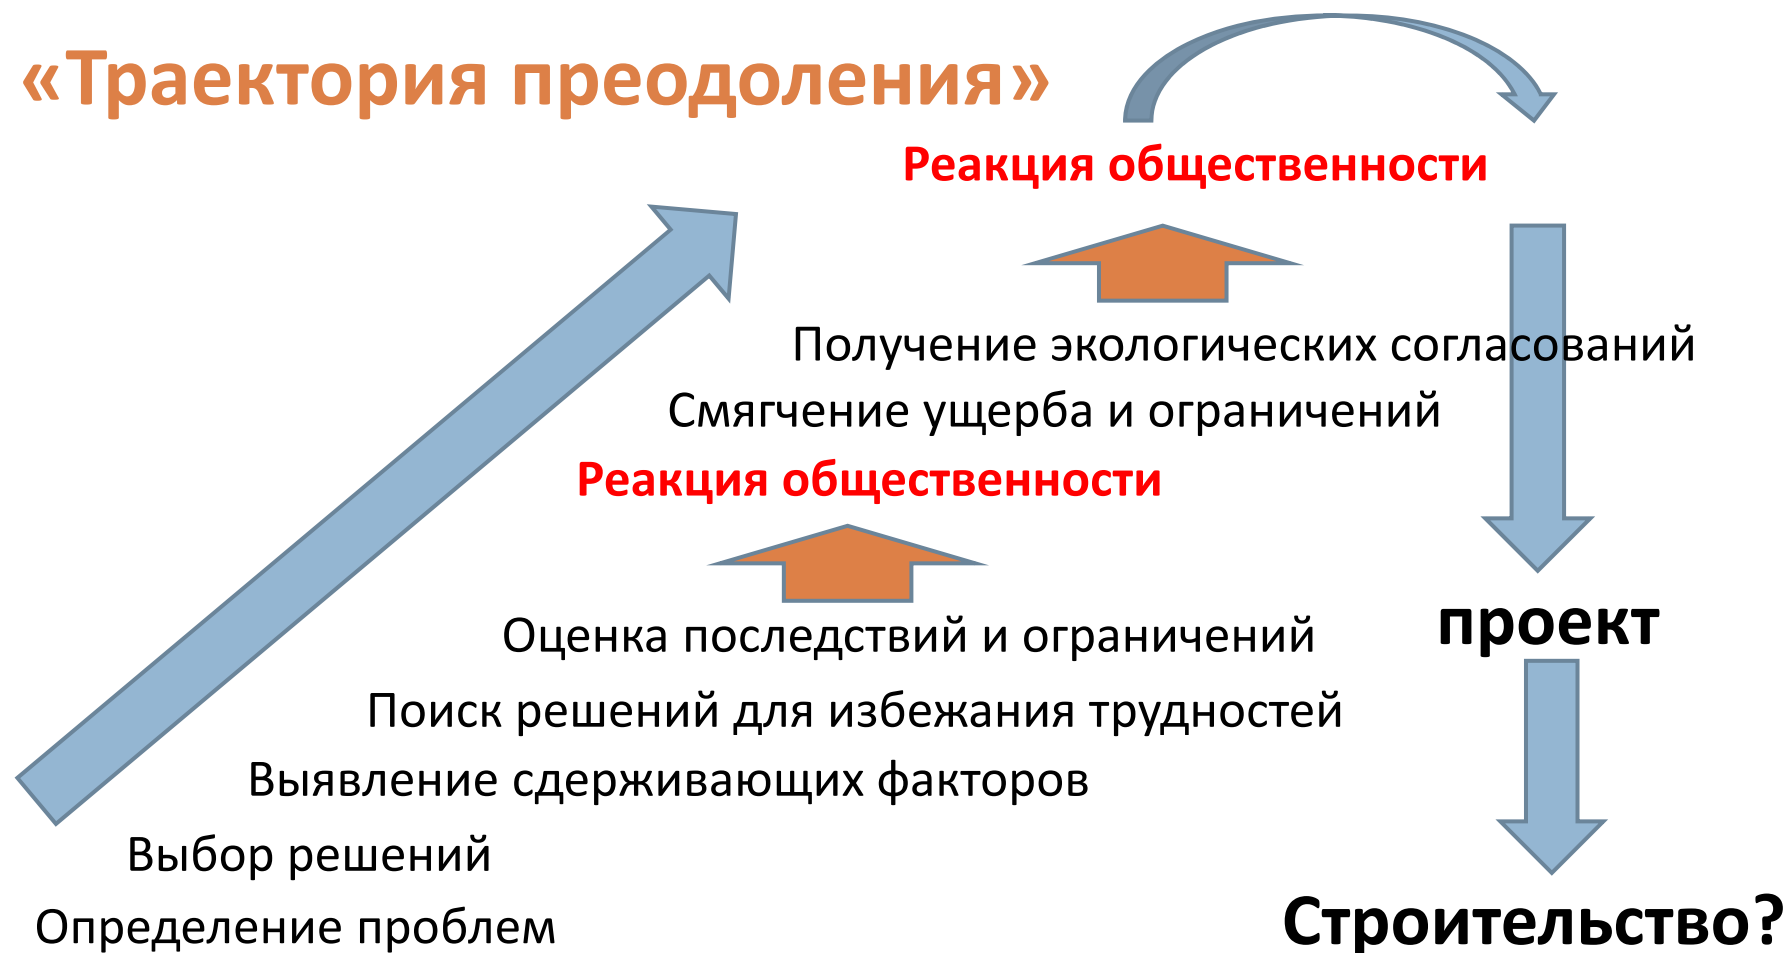 «Траектория преодоления»
Реакция общественности
Получение экологических согласований
Смягчение ущерба и ограничений
Реакция общественности
Оценка последствий и ограничений
проект
Поиск решений для избежания трудностей
Выявление сдерживающих факторов
Выбор решений
Определение проблем
Строительство?